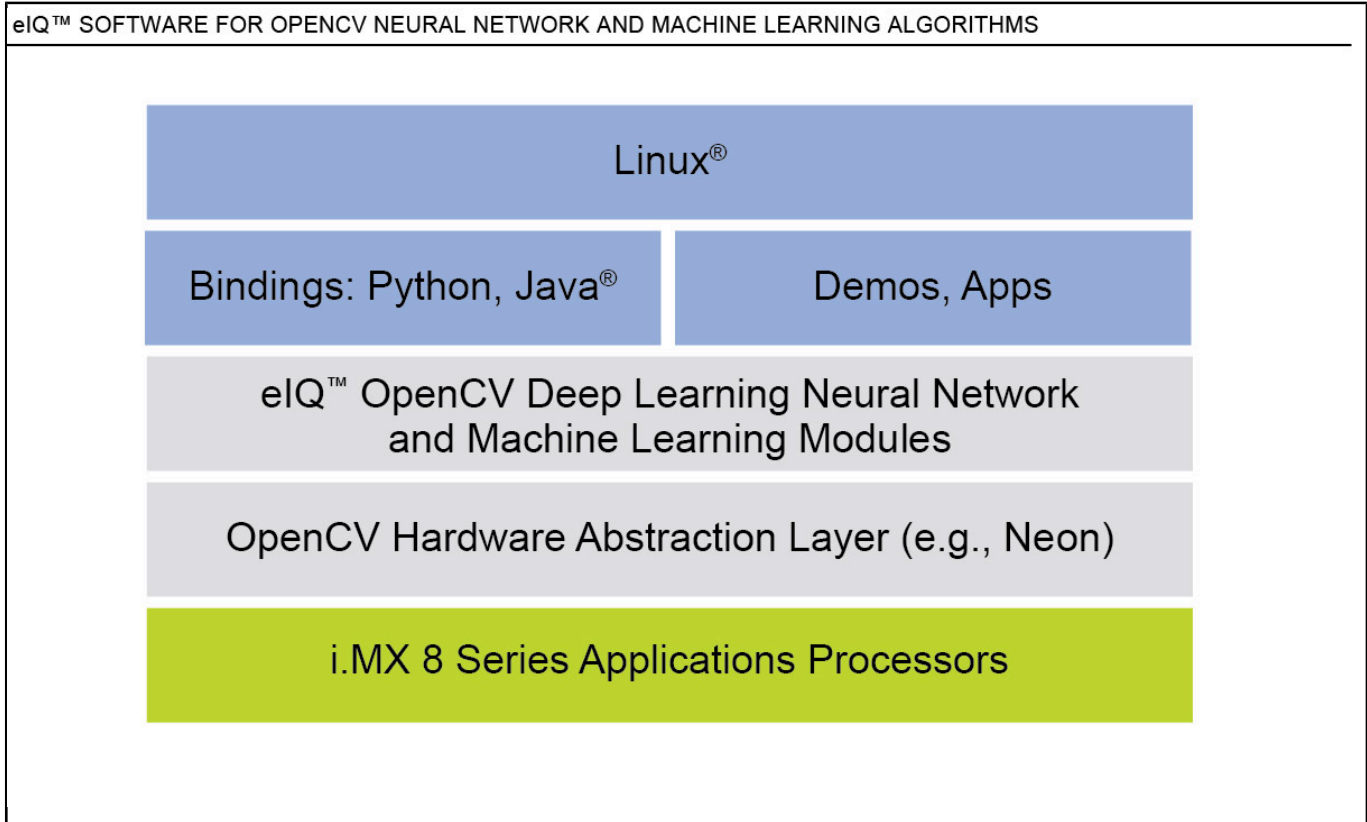 eIQ™ SOFTWARE FOR OPENCV NEURAL NETWORK AND MACHINE LEARNING ALGORITHMS
Linux®
Bindings: Python, Java®
Demos, Apps
eIQ™ OpenCV Deep Learning Neural Network
and Machine Learning Modules
OpenCV Hardware Abstraction Layer (e.g., Neon)
i.MX 8 Series Applications Processors